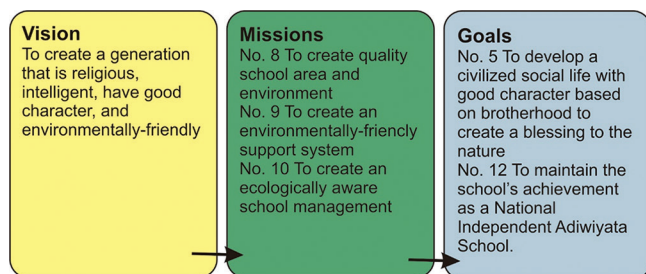 Vision
To create a generation
that is religious,
intelligent, have good
character, and
environmentally-friendly
Missions
No. 8 To create quality
school area and
environment
No. 9 To create an
environmentally-friencly
support system
No. 10 To create an
ecologically aware
school management
Goals
No. 5 To develop a
civilized social life with
good character based
on brotherhood to
create a blessing to the
nature
No. 12 To maintain the
school's achievement
as a National
Independent Adiwiyata
School.